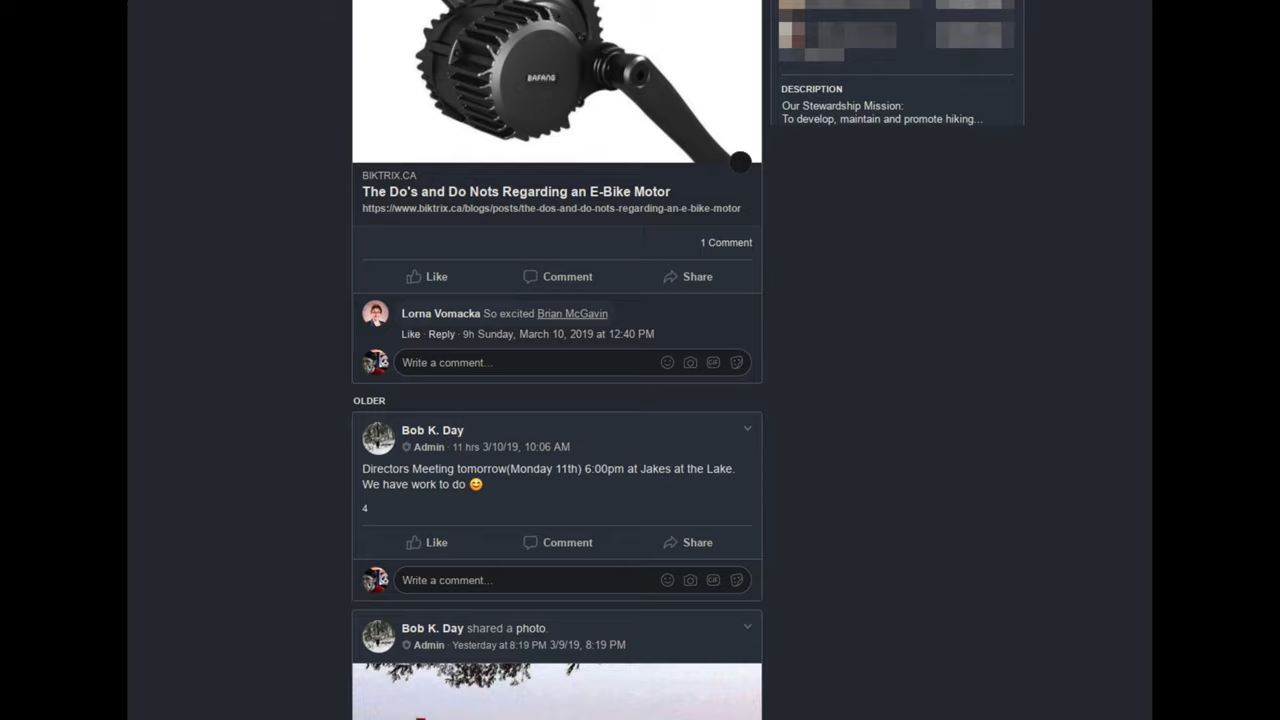 BAFANG
BIKTRIX.CA
The Do's and Do Nots Regarding an E-Bike Motor
https://www.biktrix.ca/blogs/posts/the-dos-and-do-nots-regarding-an-e-bike-motor
1 Comment
Like Comment Share
Lorna Vomacka So excited Brian McGavin
Like · Reply · 9h Sunday, March 10, 2019 at 12:40 PM
Write a comment...
GIF
OLDER
Bob K. Day
Admin · 11 hrs 3/10/19, 10:06 AM
Directors Meeting tomorrow(Monday 11th) 6:00pm at Jakes at the Lake.
We have work to do
4
Like Comment Share
Write a comment...
GIF
Bob K. Day shared a photo.
Admin · Yesterday at 8:19 PM 3/9/19, 8:19 PM
DESCRIPTION
Our Stewardship Mission:
To develop, maintain and promote hiking...